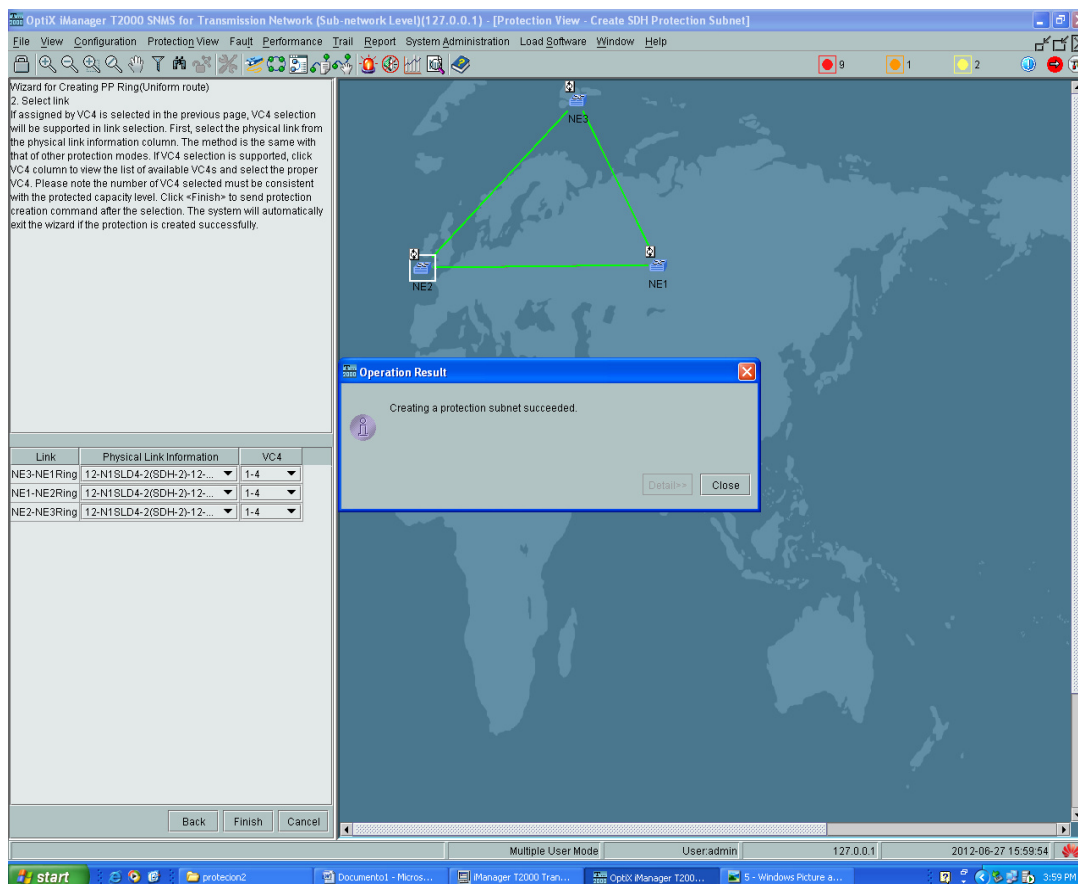 OptiX iManager T2000 SNMS for Transmission Network (Sub-network Level)(127.0.0.1) - [Protection View - Create SDH Protection Subnet]
File View Configuration Protection View Fault Performance Trail Report System Administration Load Software Window Help
9 1 2
Wizard for Creating PP Ring(Uniform route)
2. Select link
If assigned by VC4 is selected in the previous page, VC4 selection
will be supported in link selection. First, select the physical link from
the physical link information column. The method is the same with
that of other protection modes. If VC4 selection is supported, click
VC4 column to view the list of available VC4s and select the proper
VC4. Please note the number of VC4 selected must be consistent
with the protected capacity level. Click <Finish> to send protection
creation command after the selection. The system will automatically
exit the wizard if the protection is created successfully.
NE3
NE2
NE1
Operation Result
Creating a protection subnet succeeded.
Detail>> Close
Link Physical Link Information VC4
NE3-NE1Ring 12-N1SLD4-2(SDH-2)-12-... 1-4
NE1-NE2Ring 12-N1SLD4-2(SDH-2)-12-... 1-4
NE2-NE3Ring 12-N1SLD4-2(SDH-2)-12-... 1-4
Back Finish Cancel
Multiple User Mode User:admin 127.0.0.1 2012-06-27 15:59:54
start protecion2 Documento1 - Micros... iManager T2000 Tran... OptiX iManager T200... 5 - Windows Picture a... 3:59 PM